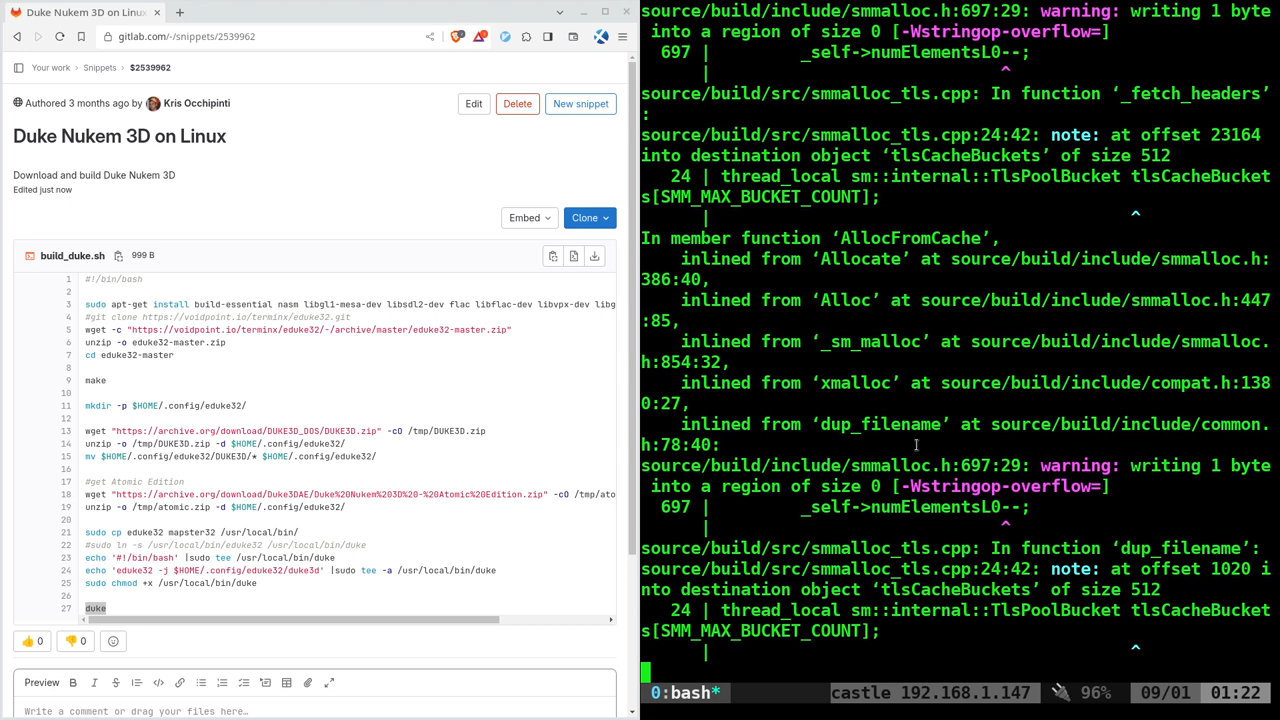 Duke Nukem 3D on Linux
gitlab.com/-/snippets/2539962
Your work › Snippets › $2539962
Authored 3 months ago by Kris Occhipinti
Edit
Delete
New snippet
Duke Nukem 3D on Linux
Download and build Duke Nukem 3D
Edited just now
Embed
Clone
build_duke.sh 999 B
1 #!/bin/bash
2
3 sudo apt-get install build-essential nasm libgl1-mesa-dev libsdl2-dev flac libflac-dev libvpx-dev libg
4 #git clone https://voidpoint.io/terminx/eduke32.git
5 wget -c "https://voidpoint.io/terminx/eduke32/-/archive/master/eduke32-master.zip"
6 unzip -o eduke32-master.zip
7 cd eduke32-master
8
9 make
10
11 mkdir -p $HOME/.config/eduke32/
12
13 wget "https://archive.org/download/DUKE3D_DOS/DUKE3D.zip" -cO /tmp/DUKE3D.zip
14 unzip -o /tmp/DUKE3D.zip -d $HOME/.config/eduke32/
15 mv $HOME/.config/eduke32/DUKE3D/* $HOME/.config/eduke32/
16
17 #get Atomic Edition
18 wget "https://archive.org/download/Duke3DAE/Duke%20Nukem%203D%20-%20Atomic%20Edition.zip" -cO /tmp/ato
19 unzip -o /tmp/atomic.zip -d $HOME/.config/eduke32/
20
21 sudo cp eduke32 mapster32 /usr/local/bin/
22 #sudo ln -s /usr/local/bin/eduke32 /usr/local/bin/duke
23 echo '#!/bin/bash' |sudo tee /usr/local/bin/duke
24 echo 'eduke32 -j $HOME/.config/eduke32/duke3d' |sudo tee -a /usr/local/bin/duke
25 sudo chmod +x /usr/local/bin/duke
26
27 duke
👍 0
👎 0
Preview
Write a comment or drag your files here…
source/build/include/smmalloc.h:697:29: warning: writing 1 byte
into a region of size 0 [-Wstringop-overflow=]
697 | _self->numElementsL0--;
| ^
source/build/src/smmalloc_tls.cpp: In function ‘_fetch_headers’
:
source/build/src/smmalloc_tls.cpp:24:42: note: at offset 23164
into destination object ‘tlsCacheBuckets’ of size 512
24 | thread_local sm::internal::TlsPoolBucket tlsCacheBucket
s[SMM_MAX_BUCKET_COUNT];
| ^
In member function ‘AllocFromCache’,
inlined from ‘Allocate’ at source/build/include/smmalloc.h:
386:40,
inlined from ‘Alloc’ at source/build/include/smmalloc.h:447
:85,
inlined from ‘_sm_malloc’ at source/build/include/smmalloc.
h:854:32,
inlined from ‘xmalloc’ at source/build/include/compat.h:138
0:27,
inlined from ‘dup_filename’ at source/build/include/common.
h:78:40:
source/build/include/smmalloc.h:697:29: warning: writing 1 byte
into a region of size 0 [-Wstringop-overflow=]
697 | _self->numElementsL0--;
| ^
source/build/src/smmalloc_tls.cpp: In function ‘dup_filename’:
source/build/src/smmalloc_tls.cpp:24:42: note: at offset 1020 i
nto destination object ‘tlsCacheBuckets’ of size 512
24 | thread_local sm::internal::TlsPoolBucket tlsCacheBucket
s[SMM_MAX_BUCKET_COUNT];
| ^
0:bash* castle 192.168.1.147 🔌 96% 09/01 01:22